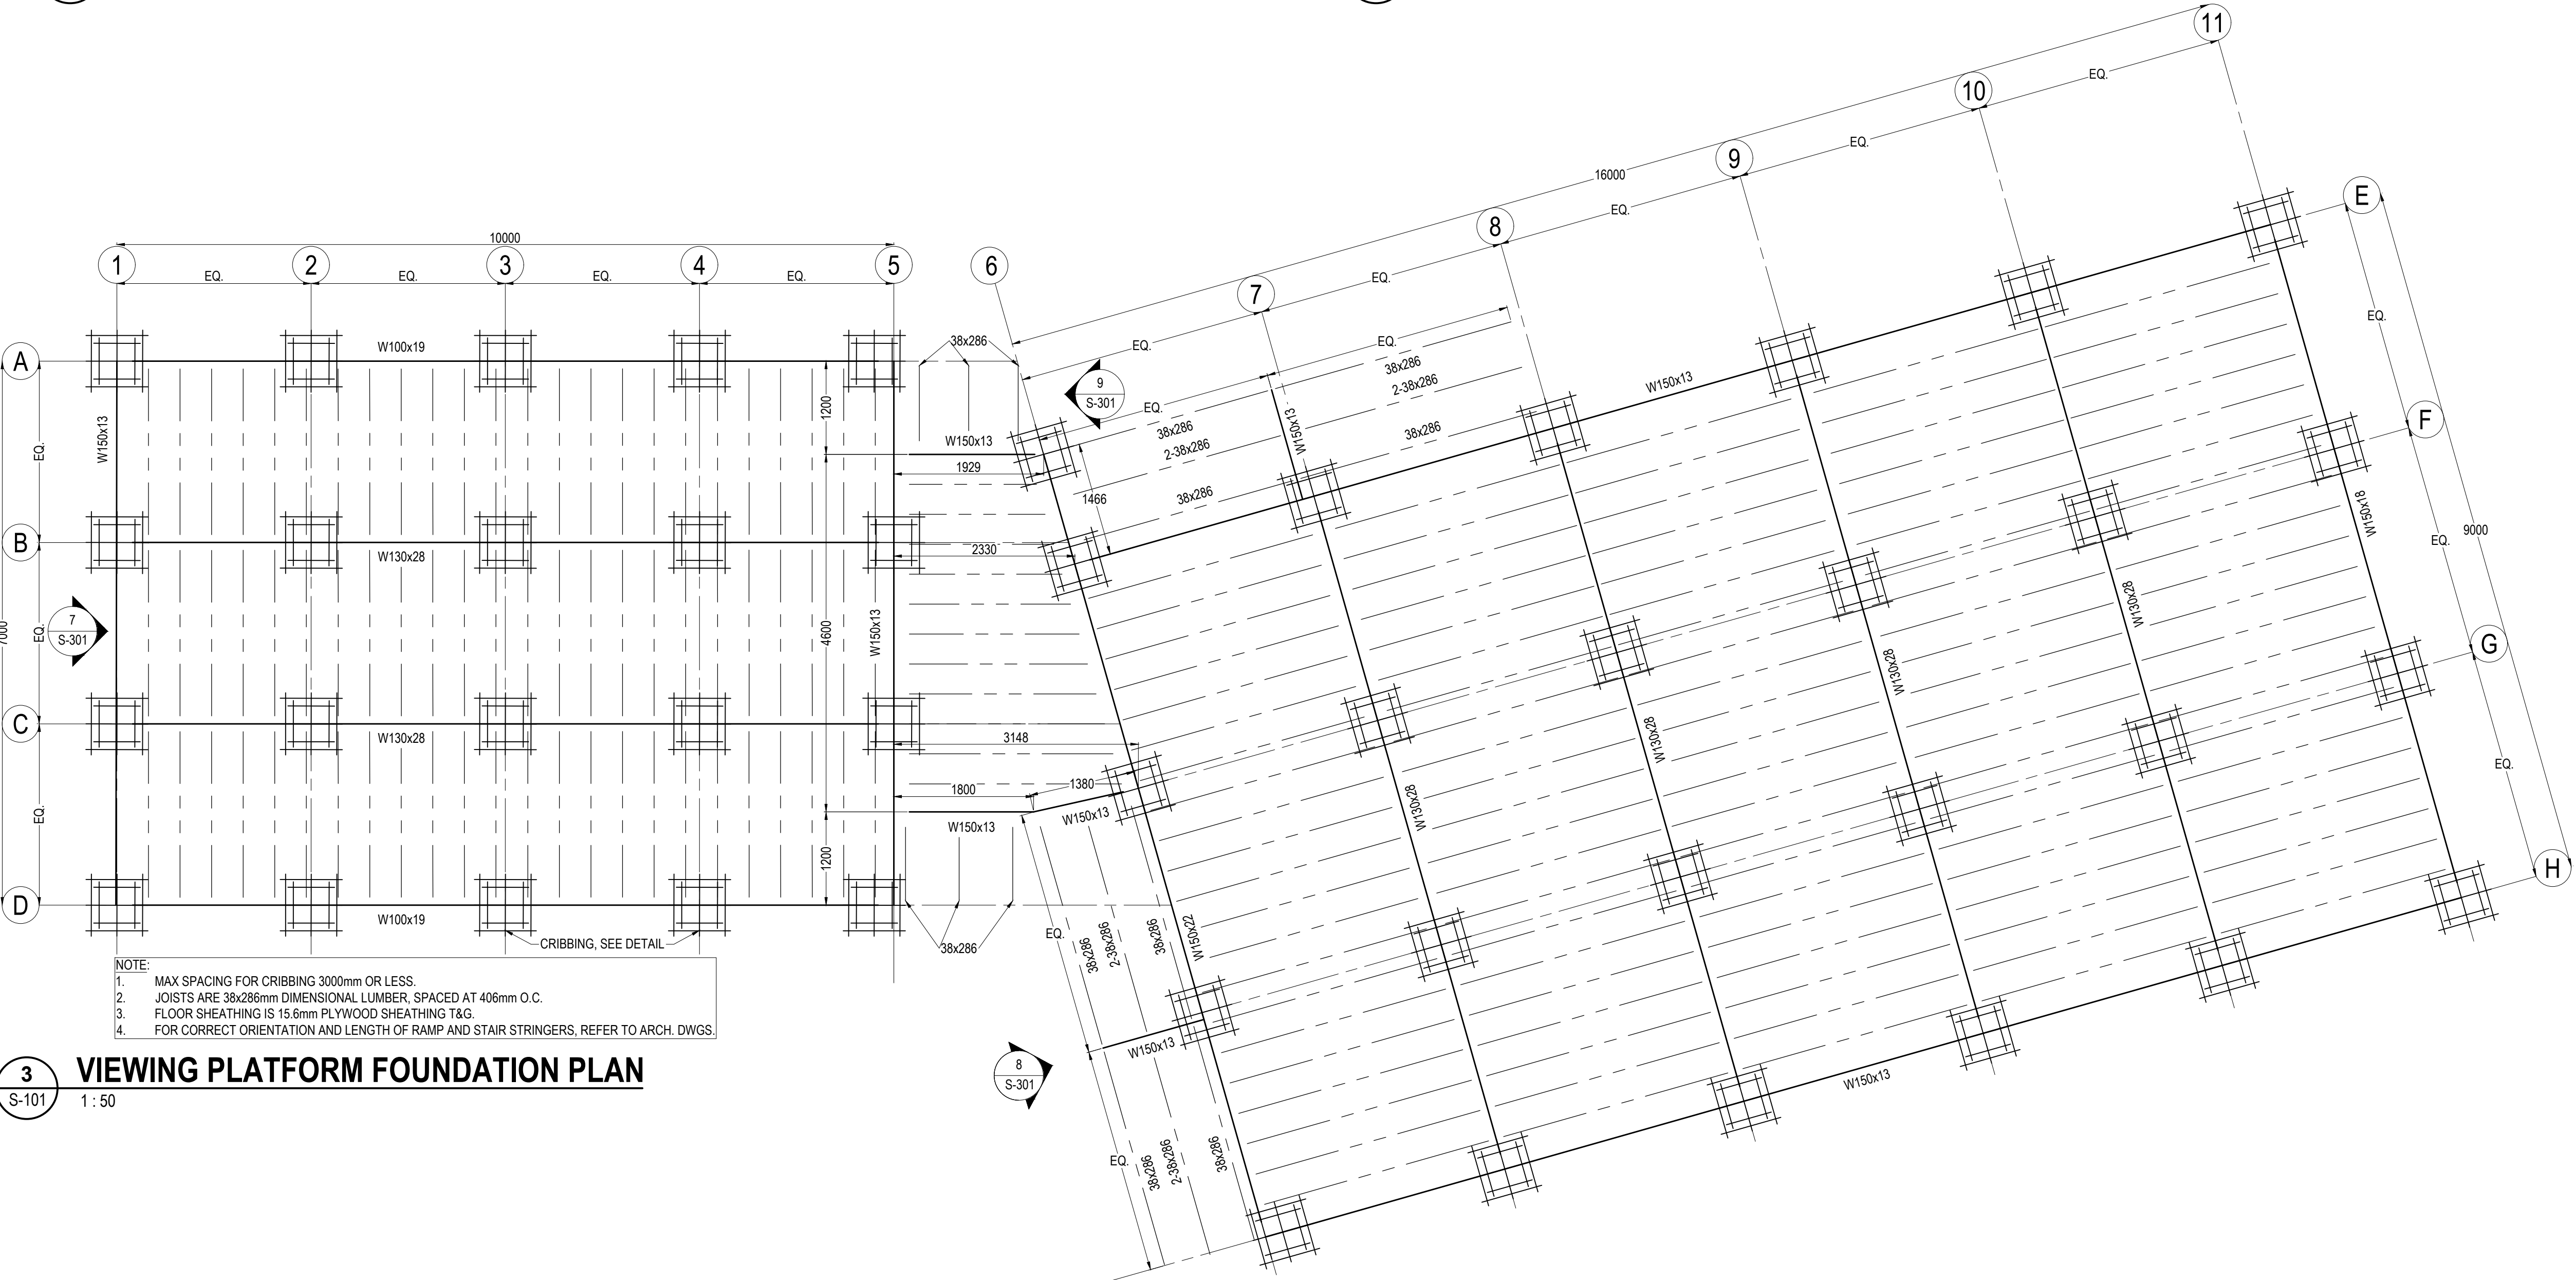 11
10
9
8
7
6
EQ.
EQ.
EQ.
EQ.
EQ.
16000
E
F
G
H
EQ.
EQ.
EQ.
9000
10000
1
2
3
4
5
EQ.
EQ.
EQ.
EQ.
A
B
C
D
EQ.
EQ.
EQ.
7000
W100x19
W150x13
W130x28
W130x28
W100x19
W150x13
1200
4600
1200
7
S-301
38x286
W150x13
1929
2330
3148
1800
1380
W150x13
W150x13
38x286
9
S-301
EQ.
EQ.
38x286
2-38x286
38x286
38x286
2-38x286
38x286
1466
W150x13
W150x13
W150x18
W130x28
W130x28
W130x28
W130x28
W150x22
W150x13
W150x13
EQ.
EQ.
38x286
2-38x286
38x286
38x286
2-38x286
38x286
8
S-301
CRIBBING, SEE DETAIL
NOTE:
1. MAX SPACING FOR CRIBBING 3000mm OR LESS.
2. JOISTS ARE 38x286mm DIMENSIONAL LUMBER, SPACED AT 406mm O.C.
3. FLOOR SHEATHING IS 15.6mm PLYWOOD SHEATHING T&G.
4. FOR CORRECT ORIENTATION AND LENGTH OF RAMP AND STAIR STRINGERS, REFER TO ARCH. DWGS.
3
S-101
VIEWING PLATFORM FOUNDATION PLAN
1 : 50